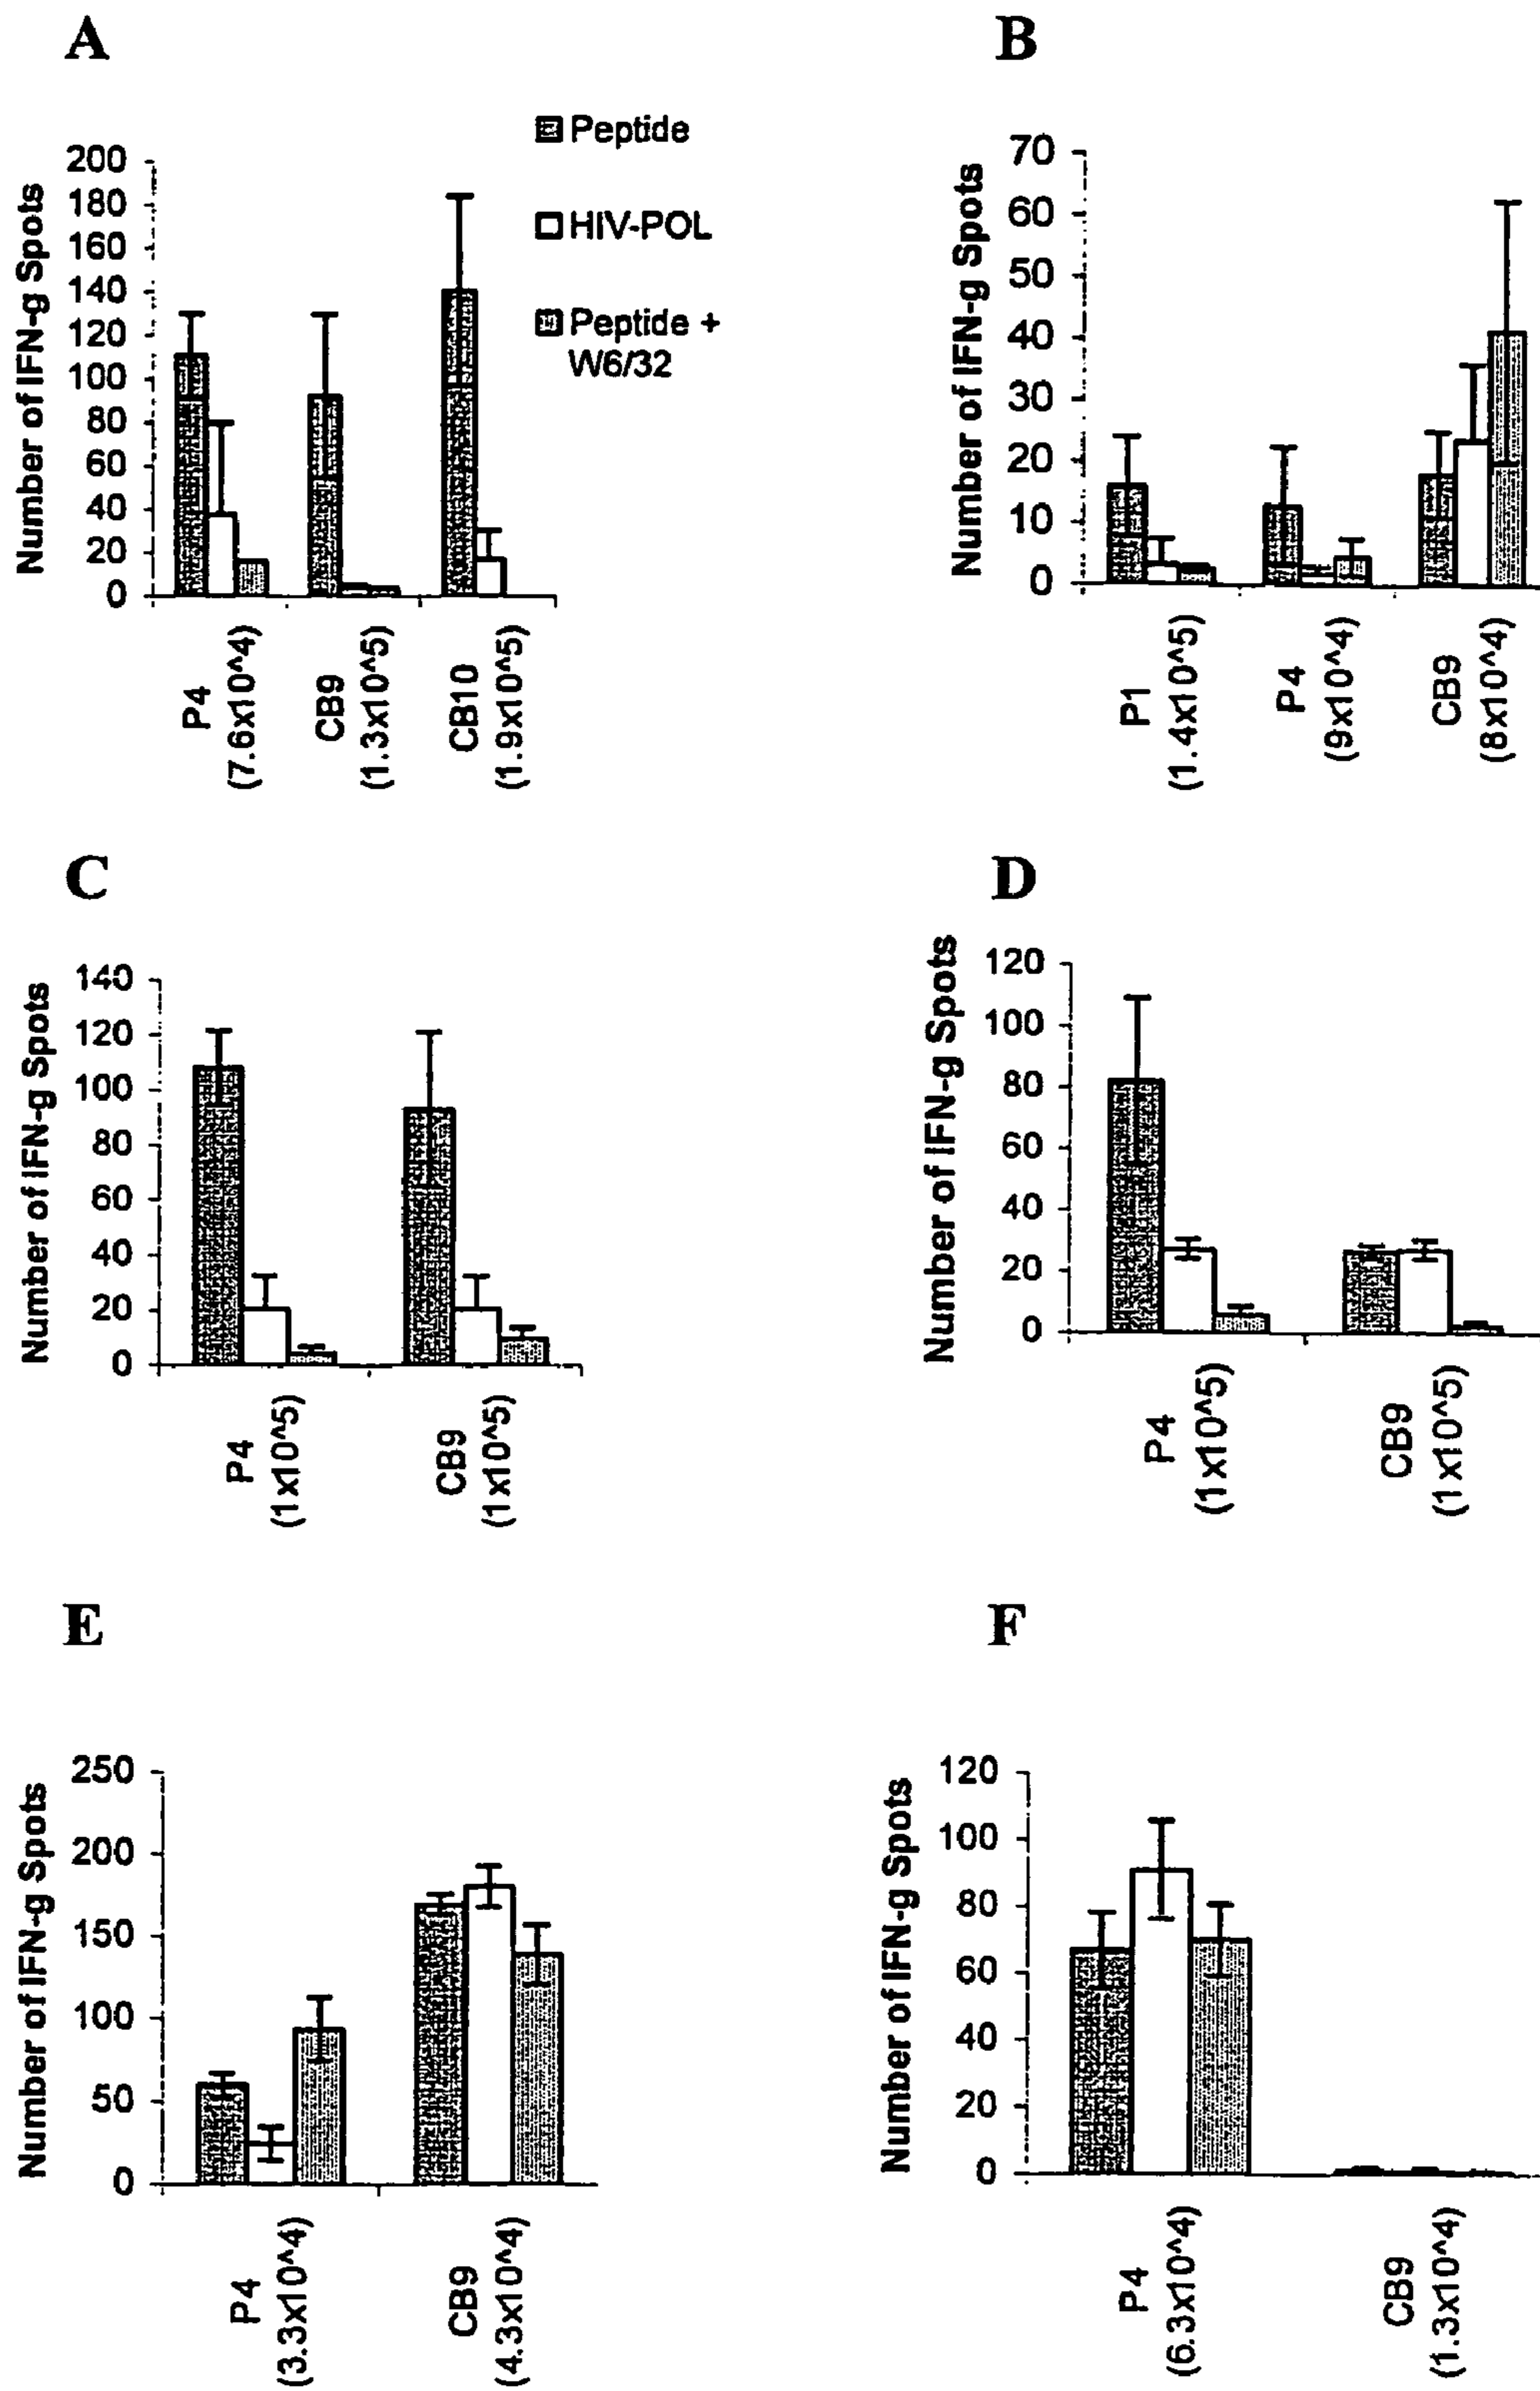 A
Peptide
HIV-POL
Peptide +
W6/32
Number of IFN-g Spots
200
180
160
140
120
100
80
60
40
20
0
P4
(7.6x10^4)
CB9
(1.3x10^5)
CB10
(1.9x10^5)
B
Number of IFN-g Spots
70
60
50
40
30
20
10
0
P1
(1.4x10^5)
P4
(9x10^4)
CB9
(8x10^4)
C
Number of IFN-g Spots
140
120
100
80
60
40
20
0
P4
(1x10^5)
CB9
(1x10^5)
D
Number of IFN-g Spots
120
100
80
60
40
20
0
P4
(1x10^5)
CB9
(1x10^5)
E
Number of IFN-g Spots
250
200
150
100
50
0
P4
(3.3x10^4)
CB9
(4.3x10^4)
F
Number of IFN-g Spots
120
100
80
60
40
20
0
P4
(6.3x10^4)
CB9
(1.3x10^4)